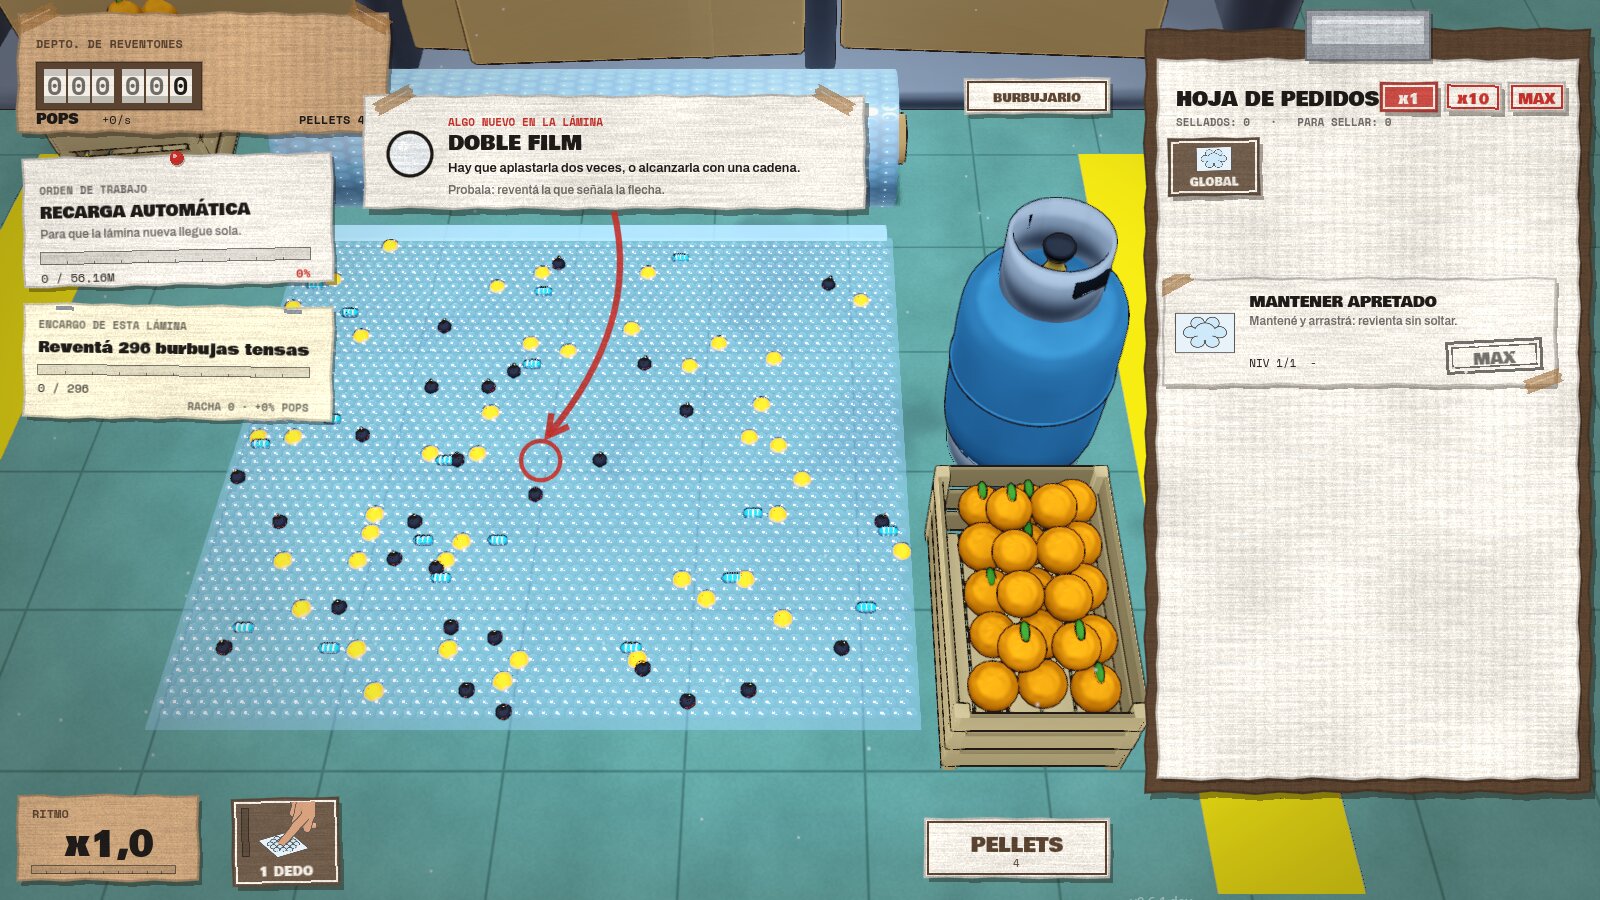 DEPTO. DE REVENTONES
000 000
POPS +0/s PELLETS 4
ORDEN DE TRABAJO
RECARGA AUTOMÁTICA
Para que la lámina nueva llegue sola.
0 / 56.16M 0%
ENCARGO DE ESTA LÁMINA
Reventá 296 burbujas tensas
0 / 296
RACHA 0 · +0% POPS
ALGO NUEVO EN LA LÁMINA
DOBLE FILM
Hay que aplastarla dos veces, o alcanzarla con una cadena.
Probala: reventá la que señala la flecha.
BURBUJARIO
HOJA DE PEDIDOS x1 x10 MAX
SELLADOS: 0 · PARA SELLAR: 0
GLOBAL
MANTENER APRETADO
Mantené y arrastrá: revienta sin soltar.
NIV 1/1 - MAX
RITMO
x1,0
1 DEDO
PELLETS
4